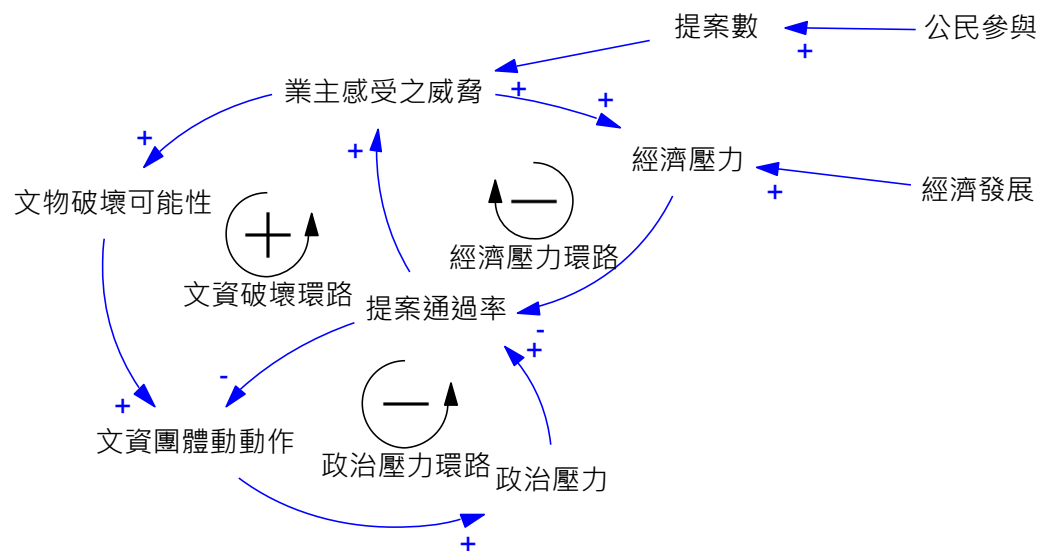 提案數
公民參與
+
業主感受之威脅
+
+
+
+
經濟壓力
經濟發展
+
文物破壞可能性
+
−
經濟壓力環路
文資破壞環路
提案通過率
-
+
-
+
−
文資團體動動作
政治壓力環路
政治壓力
+